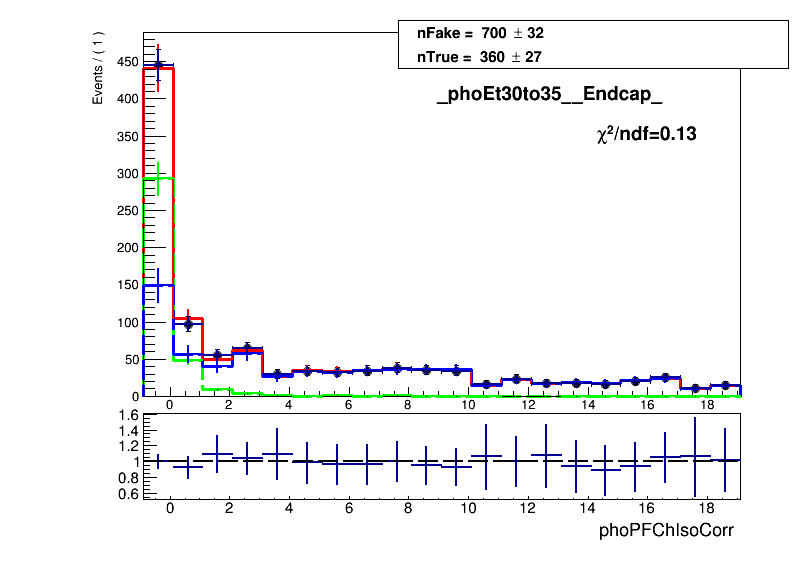 nFake = 700 ± 32
nTrue = 360 ± 27
_phoEt30to35__Endcap_
χ²/ndf=0.13
Events / ( 1 )
450
400
350
300
250
200
150
100
50
0
0 2 4 6 8 10 12 14 16 18
1.6
1.4
1.2
1
0.8
0.6
0 2 4 6 8 10 12 14 16 18
phoPFChIsoCorr